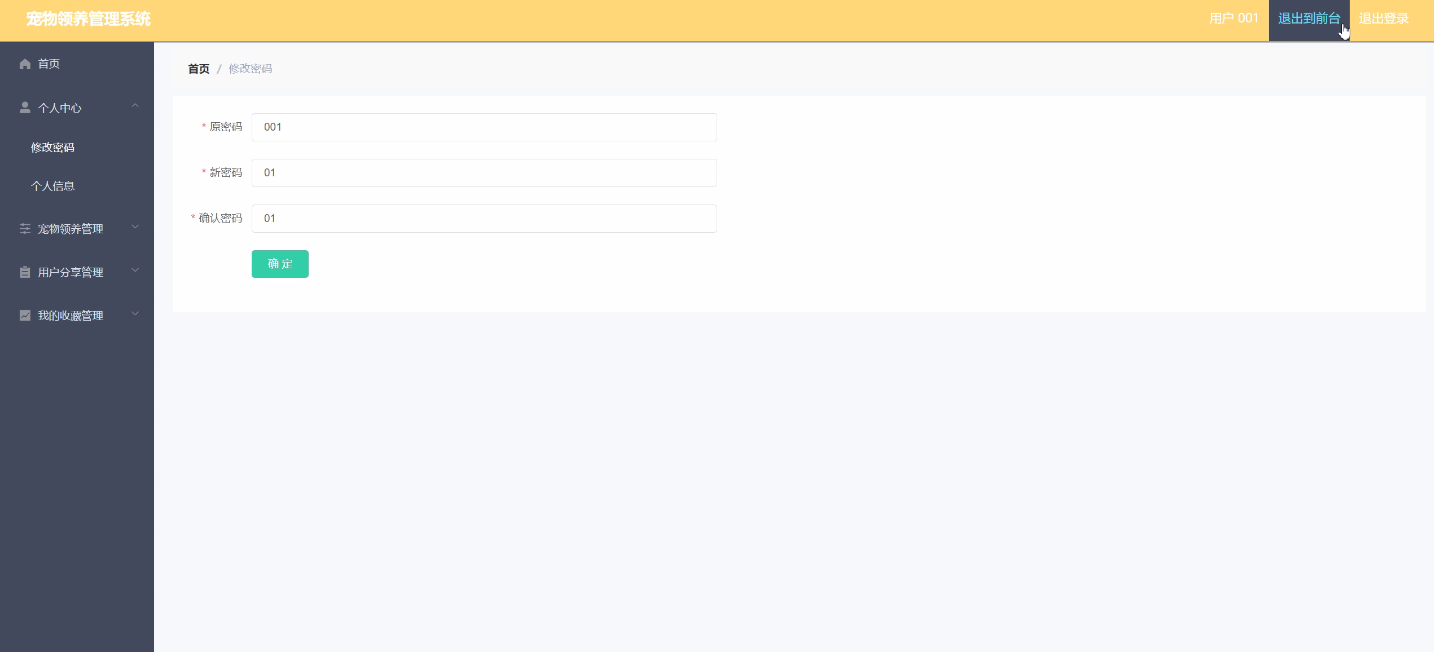 宠物领养管理系统
用户 001 退出到前台 退出登录
首页
个人中心
修改密码
个人信息
宠物领养管理
用户分享管理
我的收藏管理
首页 / 修改密码
* 原密码 001
* 新密码 01
* 确认密码 01
确 定